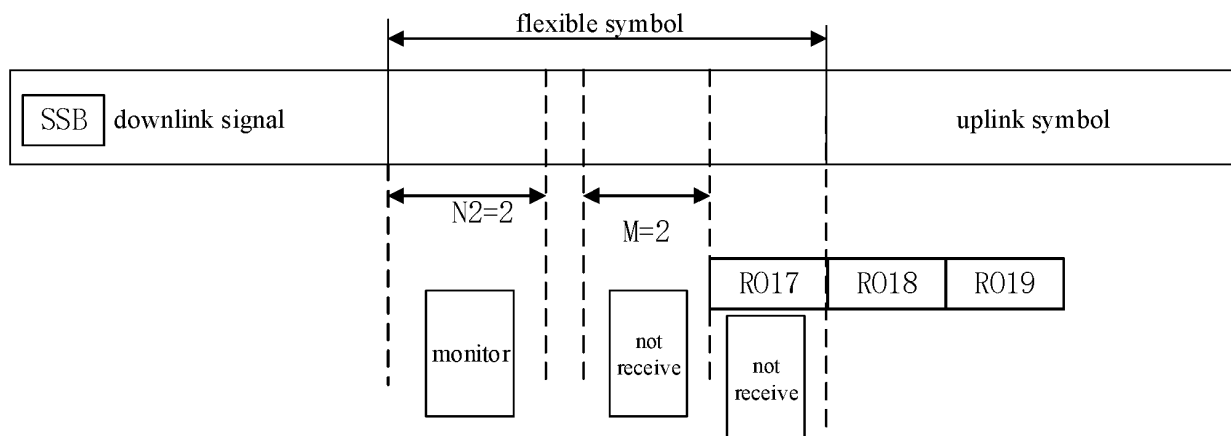 flexible symbol
SSB downlink signal uplink symbol
N2=2
M=2
RO17 RO18 RO19
monitor
not
receive
not
receive